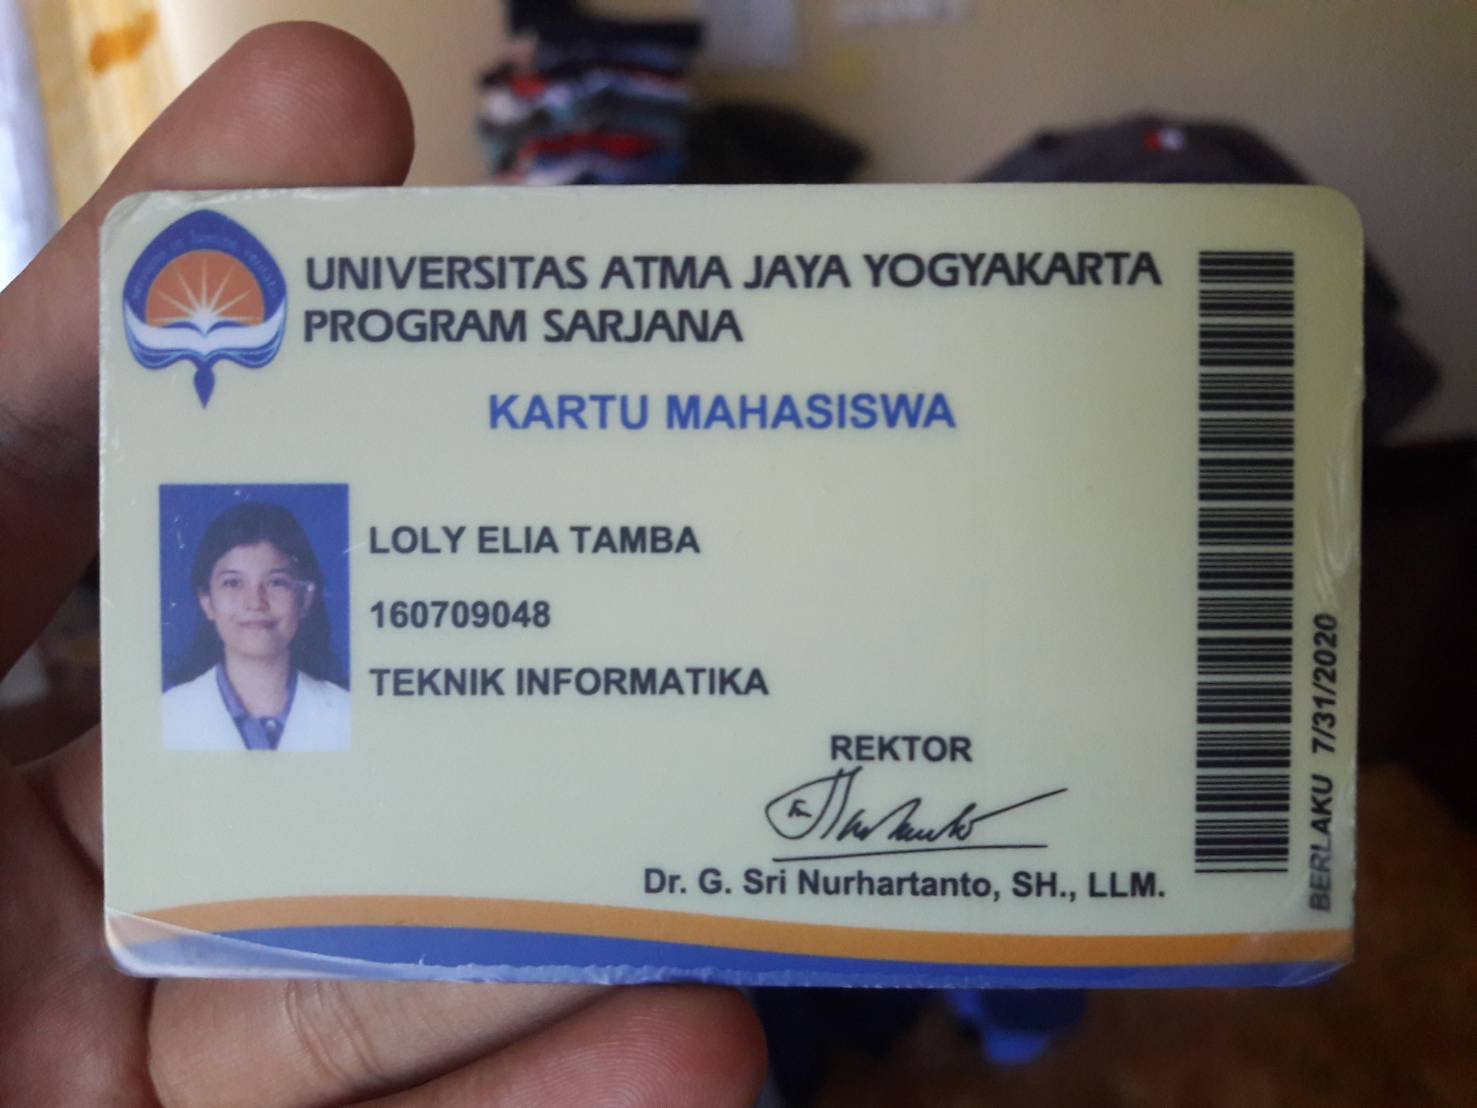 UNIVERSITAS ATMA JAYA YOGYAKARTA
PROGRAM SARJANA
KARTU MAHASISWA
LOLY ELIA TAMBA
160709048
TEKNIK INFORMATIKA
REKTOR
Dr. G. Sri Nurhartanto, SH., LLM.
BERLAKU 7/31/2020